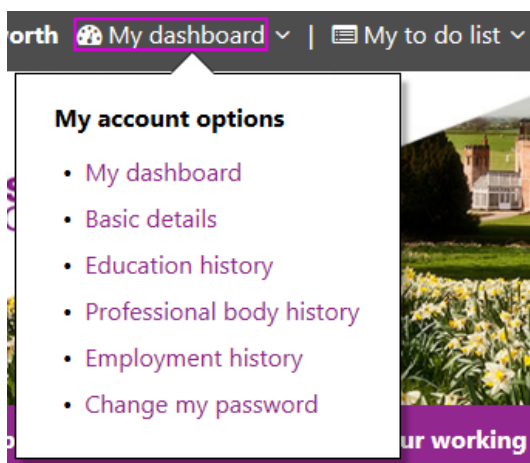 orth My dashboard | My to do list
My account options
• My dashboard
• Basic details
• Education history
• Professional body history
• Employment history
• Change my password
ur working